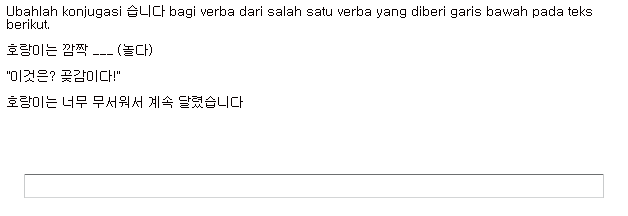 Ubahlah konjugasi 습니다 bagi verba dari salah satu verba yang diberi garis bawah pada teks
berikut.
호랑이는 깜짝 ___ (놓다)
"이것은? 곶감이다!"
호랑이는 너무 무서워서 계속 달렸습니다